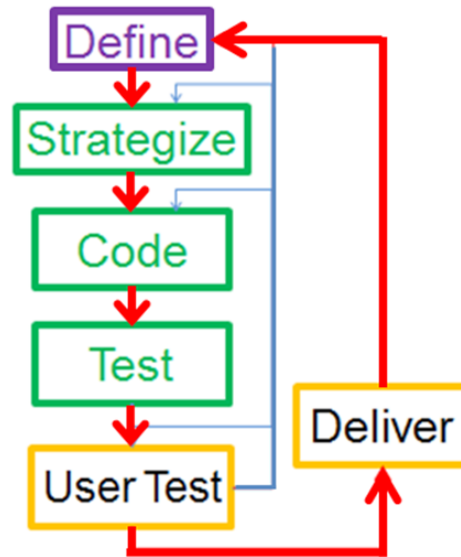 Define
Strategize
Code
Test
User Test
Deliver